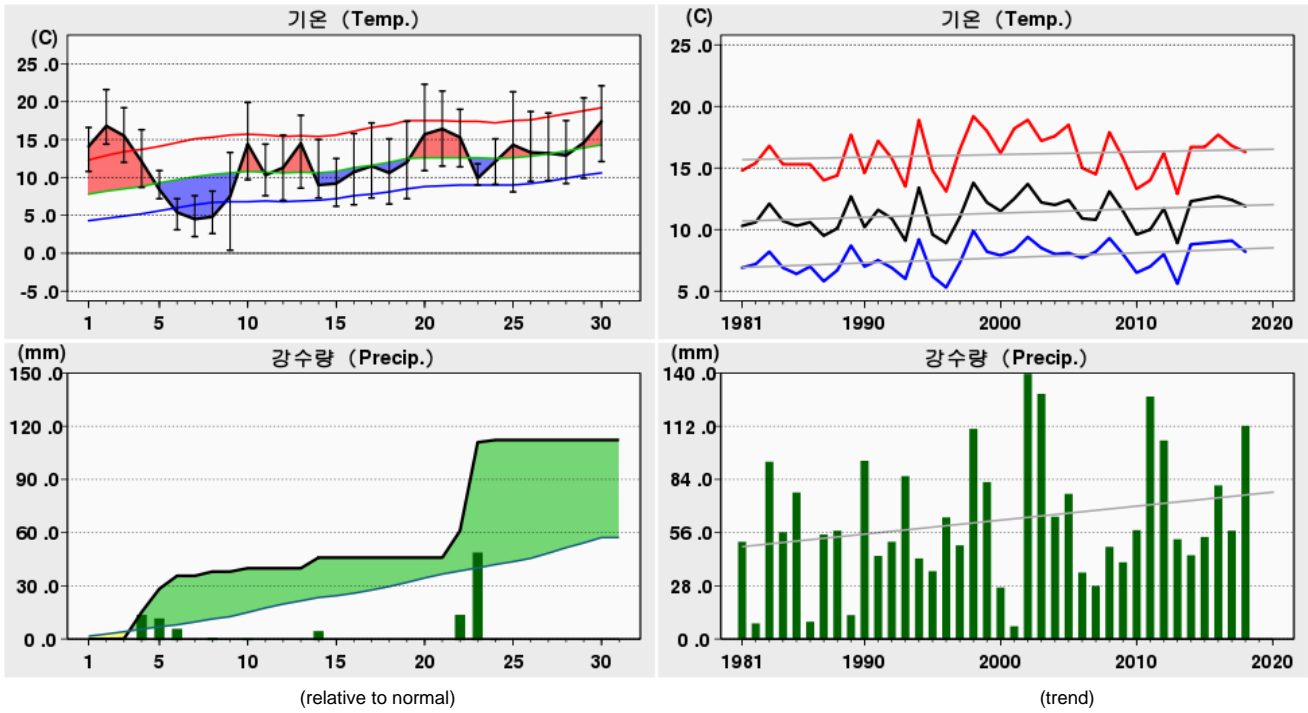 기온 (Temp.)
(C)
25 .0
20 .0
15 .0
10 .0
5 .0
0 .0
-5 .0
1 5 10 15 20 25 30
기온 (Temp.)
(C)
25 .0
20 .0
15 .0
10 .0
5 .0
1981 1990 2000 2010 2020
강수량 (Precip.)
(mm)
150 .0
120 .0
90 .0
60 .0
30 .0
0 .0
1 5 10 15 20 25 30
(relative to normal)
강수량 (Precip.)
(mm)
140 .0
112 .0
84 .0
56 .0
28 .0
0 .0
1981 1990 2000 2010 2020
(trend)